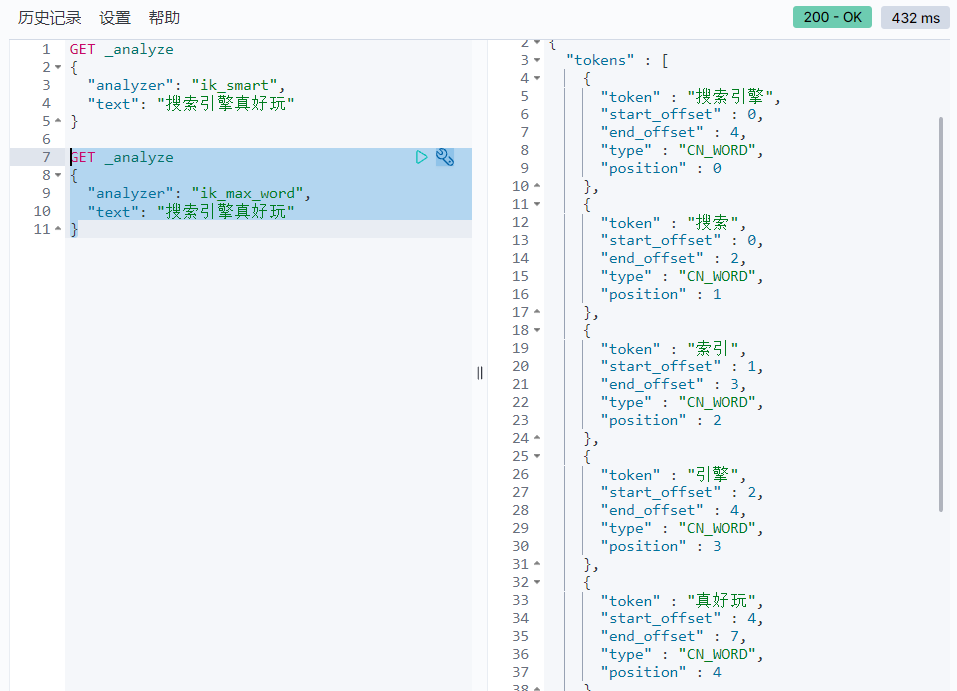 历史记录 设置 帮助 200 - OK 432 ms
1 GET _analyze
2 {
3 "analyzer": "ik_smart",
4 "text": "搜索引擎真好玩"
5 }
6
7 GET _analyze
8 {
9 "analyzer": "ik_max_word",
10 "text": "搜索引擎真好玩"
11 }
2 {
3 "tokens" : [
4 {
5 "token" : "搜索引擎",
6 "start_offset" : 0,
7 "end_offset" : 4,
8 "type" : "CN_WORD",
9 "position" : 0
10 },
11 {
12 "token" : "搜索",
13 "start_offset" : 0,
14 "end_offset" : 2,
15 "type" : "CN_WORD",
16 "position" : 1
17 },
18 {
19 "token" : "索引",
20 "start_offset" : 1,
21 "end_offset" : 3,
22 "type" : "CN_WORD",
23 "position" : 2
24 },
25 {
26 "token" : "引擎",
27 "start_offset" : 2,
28 "end_offset" : 4,
29 "type" : "CN_WORD",
30 "position" : 3
31 },
32 {
33 "token" : "真好玩",
34 "start_offset" : 4,
35 "end_offset" : 7,
36 "type" : "CN_WORD",
37 "position" : 4
38 }